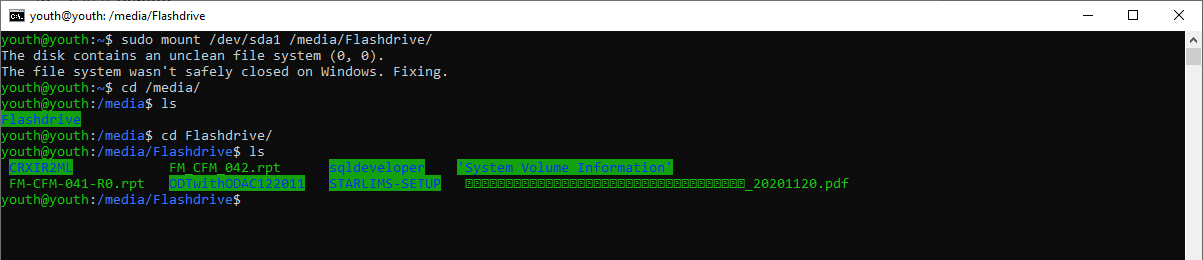 youth@youth: /media/Flashdrive
youth@youth:~$ sudo mount /dev/sda1 /media/Flashdrive/
The disk contains an unclean file system (0, 0).
The file system wasn't safely closed on Windows. Fixing.
youth@youth:~$ cd /media/
youth@youth:/media$ ls
Flashdrive
youth@youth:/media$ cd Flashdrive/
youth@youth:/media/Flashdrive$ ls
CRXIR2ML FM_CFM_042.rpt sqldeveloper 'System Volume Information'
FM-CFM-041-R0.rpt ODTwithODAC122011 STARLIMS-SETUP _20201120.pdf
youth@youth:/media/Flashdrive$